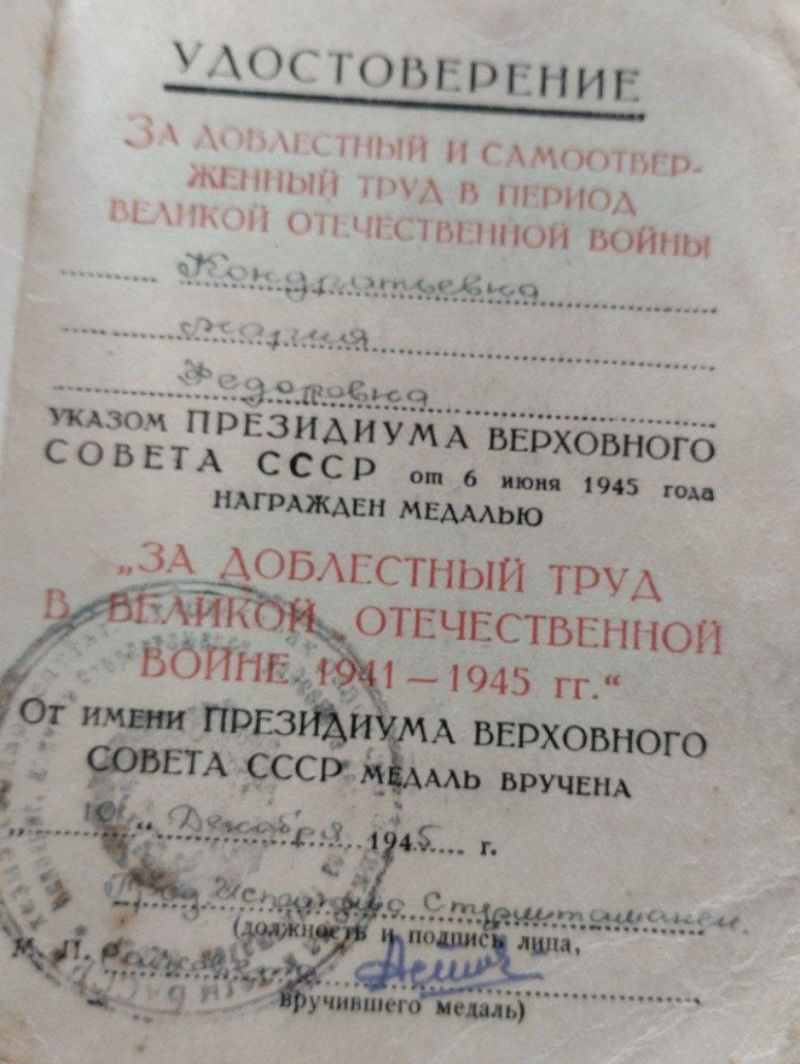 УДОСТОВЕРЕНИЕ
ЗА ДОБЛЕСТНЫЙ И САМООТВЕР-
ЖЕННЫЙ ТРУД В ПЕРИОД
ВЕЛИКОЙ ОТЕЧЕСТВЕННОЙ ВОЙНЫ
Кондратьевна
Мария
Федоровна
УКАЗОМ ПРЕЗИДИУМА ВЕРХОВНОГО
СОВЕТА СССР от 6 июня 1945 года
НАГРАЖДЕН МЕДАЛЬЮ
„ЗА ДОБЛЕСТНЫЙ ТРУД
В ВЕЛИКОЙ ОТЕЧЕСТВЕННОЙ
ВОЙНЕ 1941—1945 гг.“
ОТ ИМЕНИ ПРЕЗИДИУМА ВЕРХОВНОГО
СОВЕТА СССР МЕДАЛЬ ВРУЧЕНА
Декабря 1945 г.
(должность и подпись лица,
М. П.
вручившего медаль)